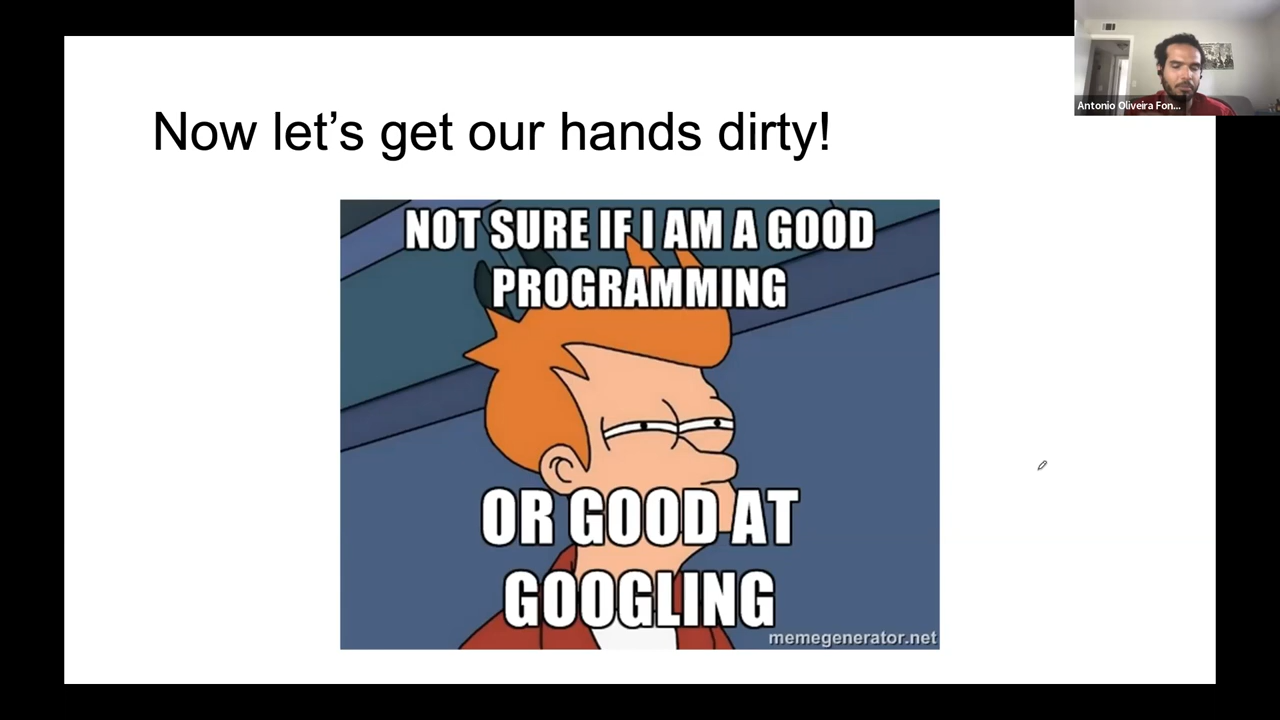 Now let’s get our hands dirty!
NOT SURE IF I AM A GOOD
PROGRAMMING
OR GOOD AT
GOOGLING
memegenerator.net
Antonio Oliveira Fon...